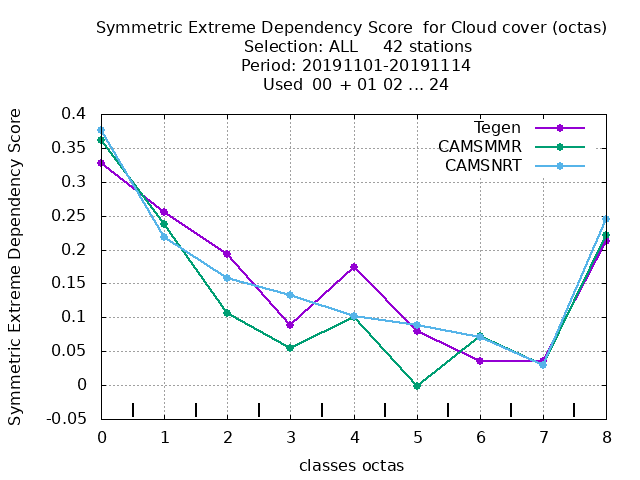 Symmetric Extreme Dependency Score  for Cloud cover (octas)
Selection: ALL     42 stations
Period: 20191101-20191114
Used  00 + 01 02 ... 24
Symmetric Extreme Dependency Score
0.4
0.35
0.3
0.25
0.2
0.15
0.1
0.05
0
-0.05
Tegen
CAMSMMR
CAMSNRT
0 1 2 3 4 5 6 7 8
classes octas